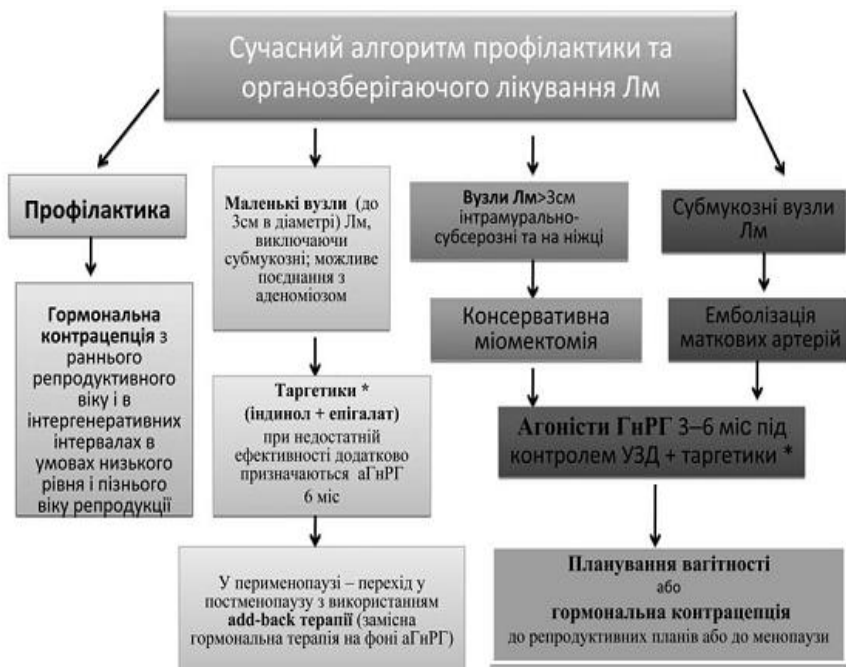 Сучасний алгоритм профілактики та
органозберігаючого лікування Лм
Профілактика
Гормональна
контрацепція з
раннього
репродуктивного
віку і в
інтергенеративних
інтервалах в
умовах низького
рівня і пізнього
віку репродукції
Маленькі вузли (до
3см в діаметрі) Лм,
виключаючи
субмукозні; можливе
поєднання з
аденоміозом
Таргетики *
(індинол + епігалат)
при недостатній
ефективності додатково
призначаються аГнРГ
6 міс
У перименопаузі – перехід у
постменопаузу з використанням
add-back терапії (замісна
гормональна терапія на фоні аГнРГ)
Вузли Лм>3см
інтрамурально-
субсерозні та на ніжці
Консервативна
міомектомія
Субмукозні вузли
Лм
Емболізація
маткових артерій
Агоністи ГнРГ 3–6 міс під
контролем УЗД + таргетики *
Планування вагітності
або
гормональна контрацепція
до репродуктивних планів або до менопаузи